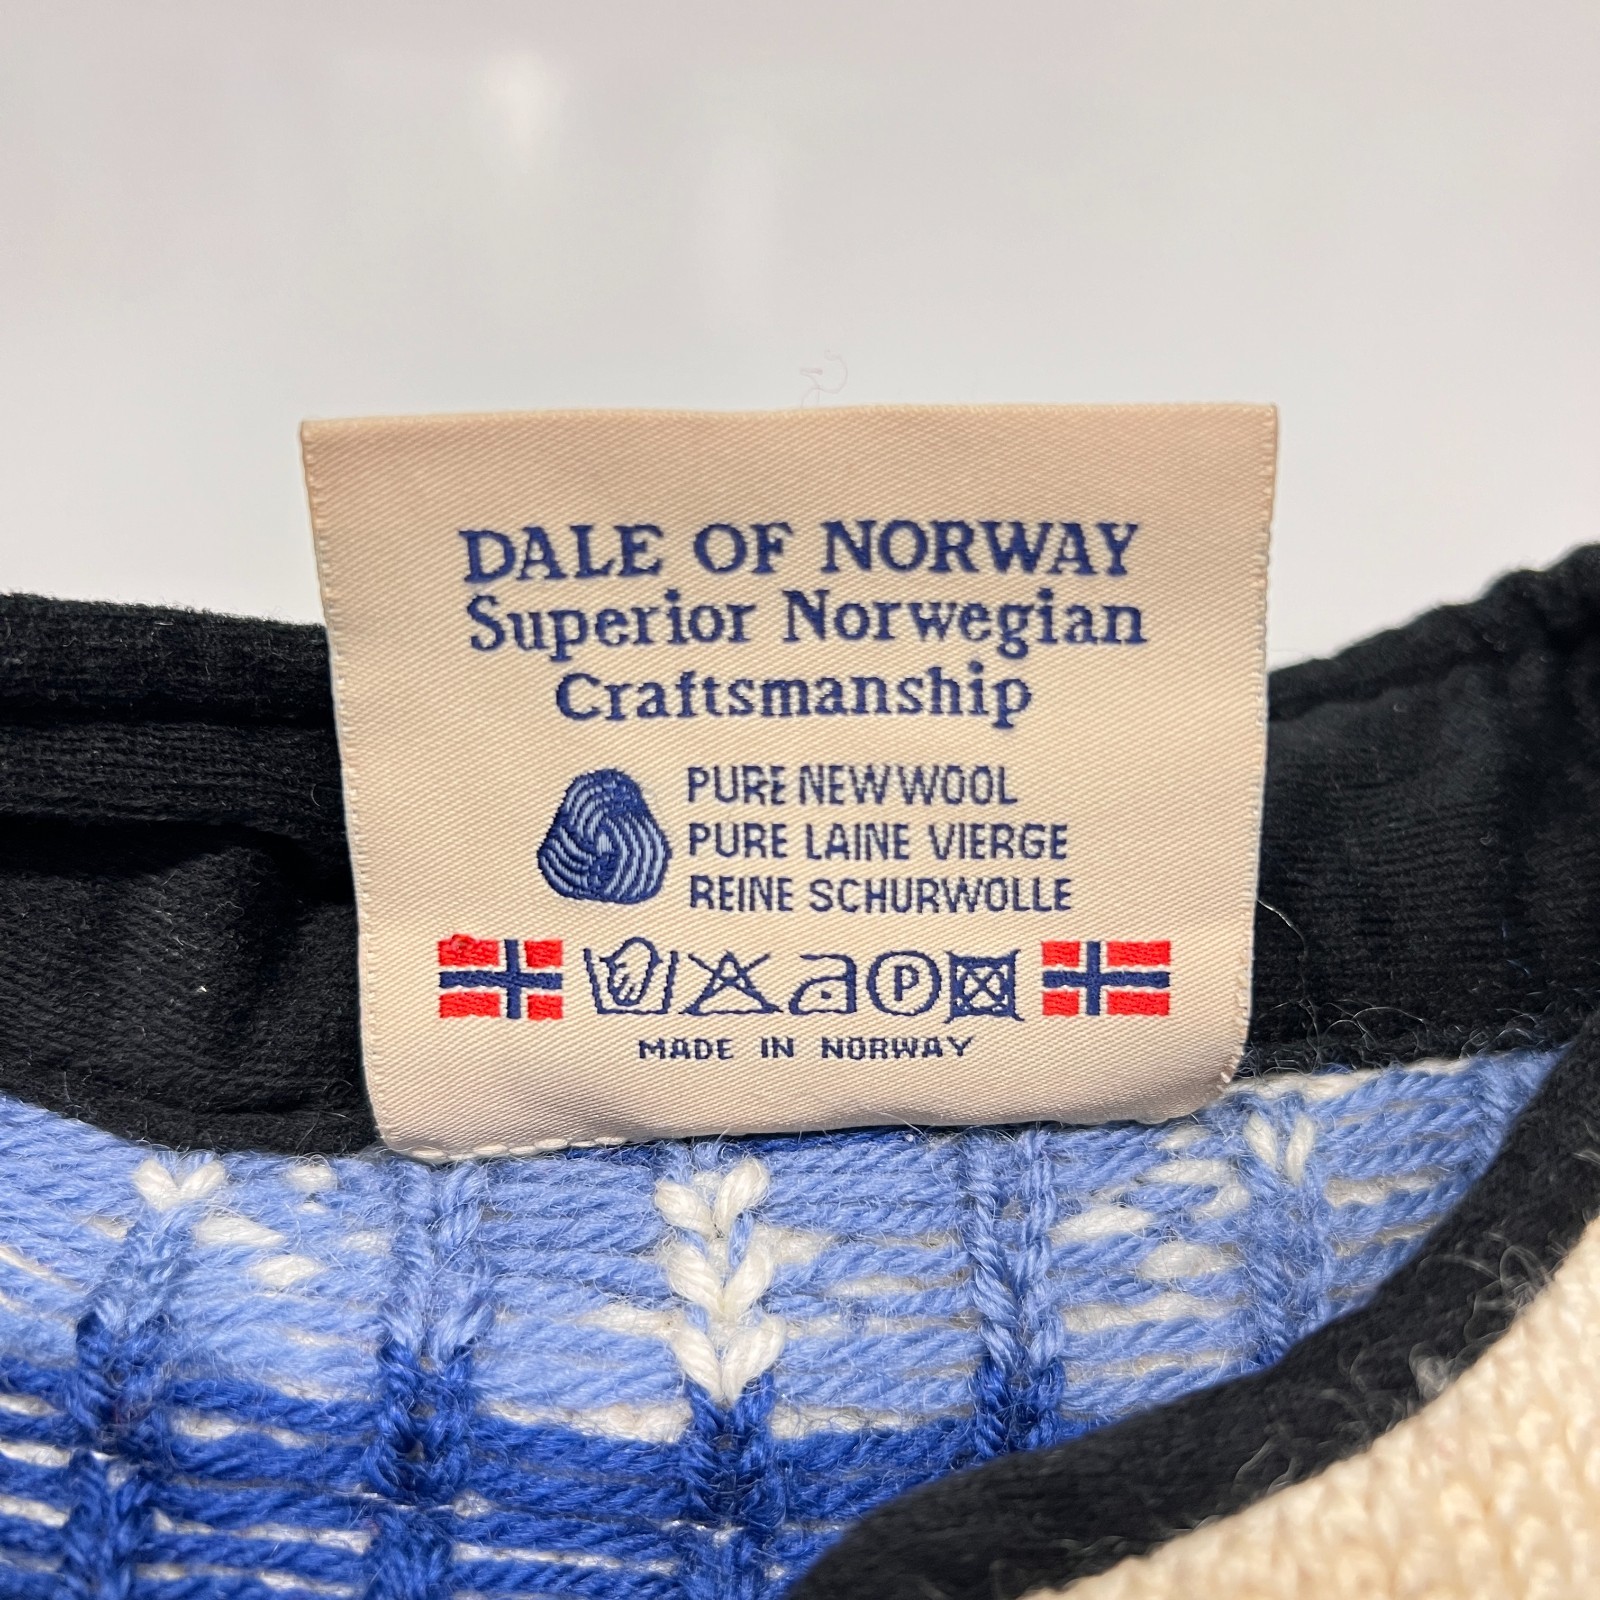 DALE OF NORWAY
Superior Norwegian
Craftsmanship
PURE NEW WOOL
PURE LAINE VIERGE
REINE SCHURWOLLE
P
MADE IN NORWAY